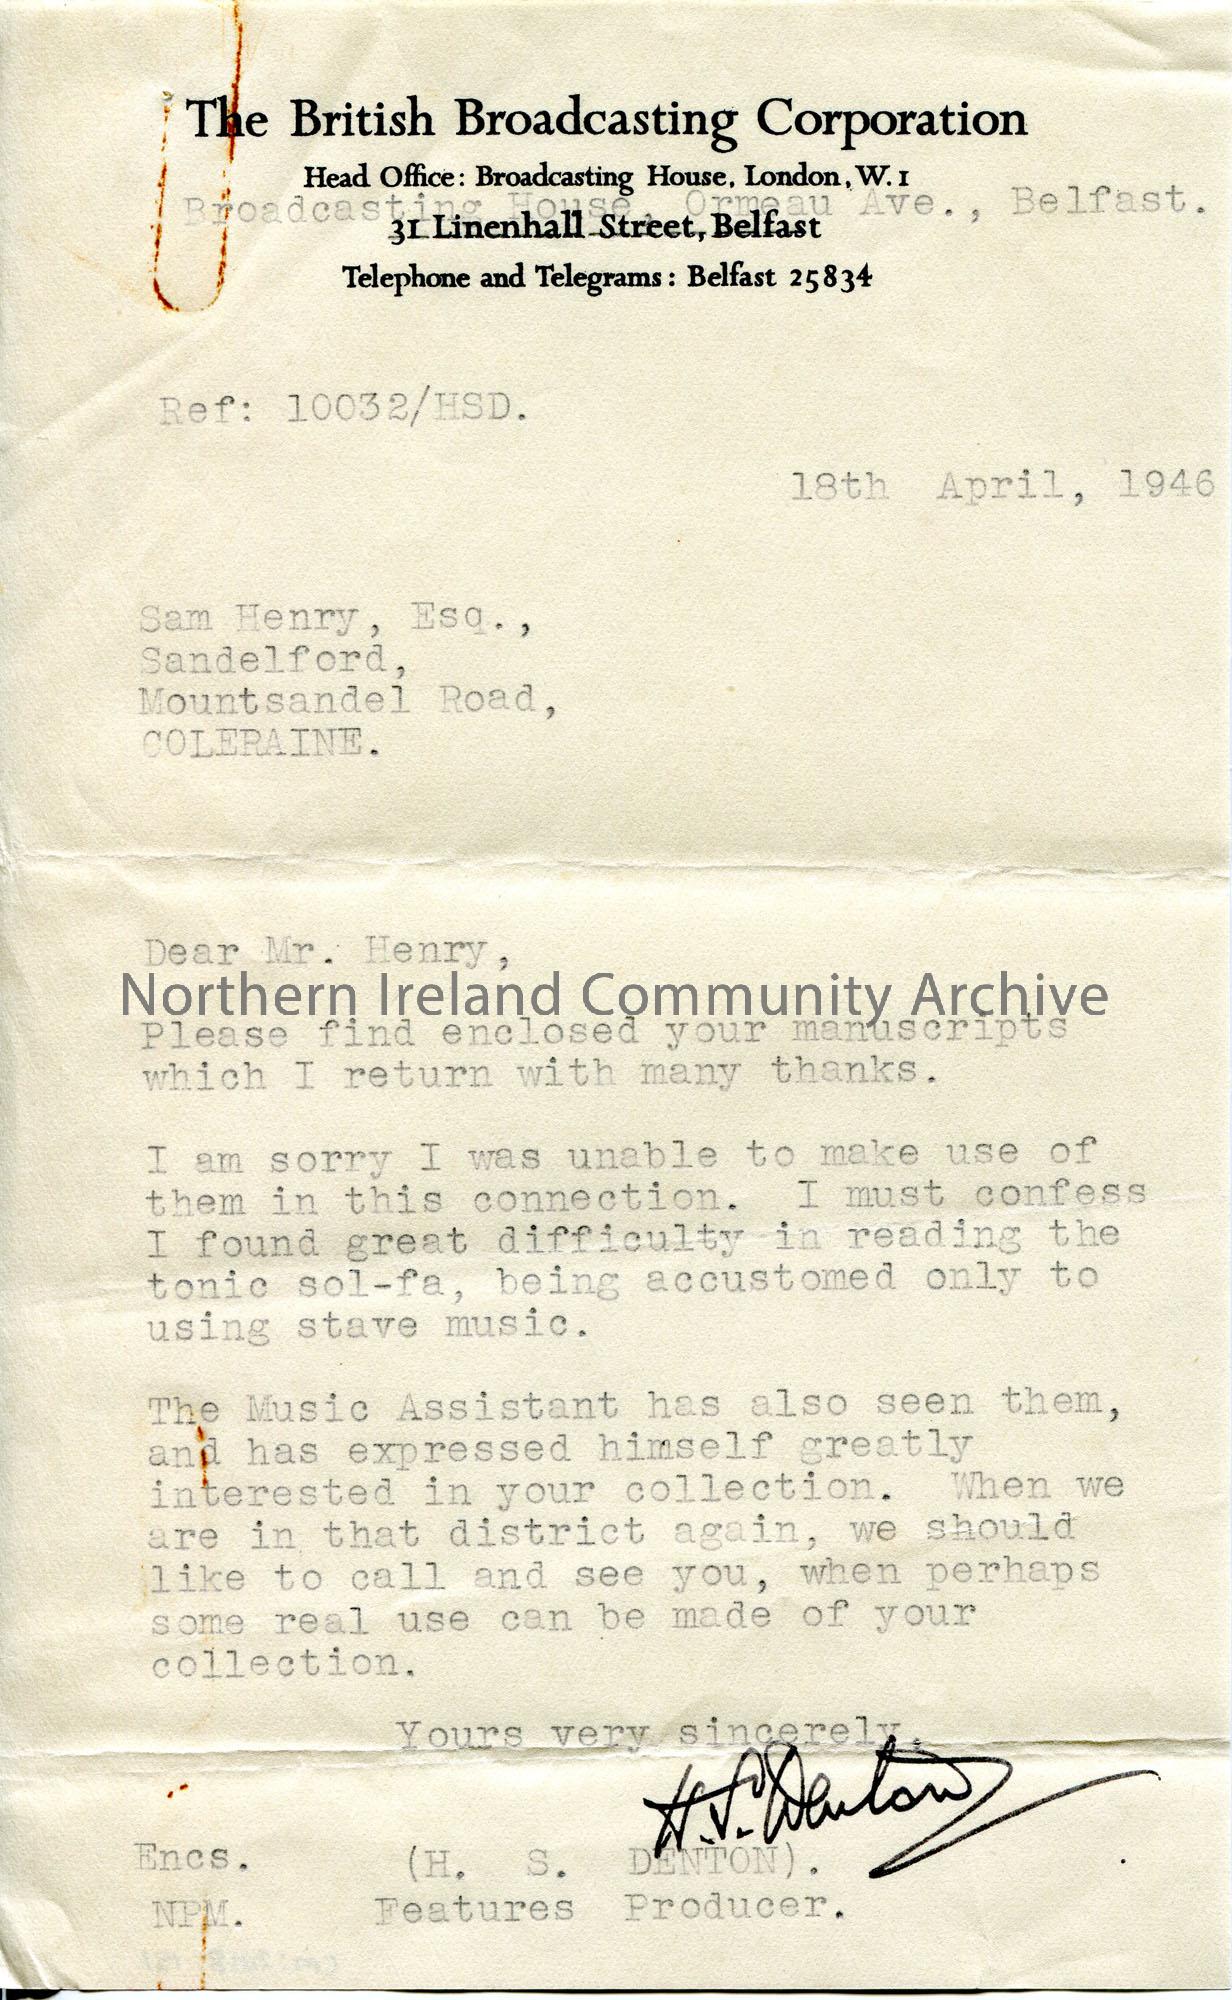 The British Broadcasting Corporation
Head Office: Broadcasting House, London, W.1
Broadcasting House, Ormeau Ave., Belfast.
31 Linenhall Street, Belfast
Telephone and Telegrams: Belfast 25834
Ref: 10032/HSD.
18th April, 1946
Sam Henry, Esq.,
Sandelford,
Mountsandel Road,
COLERAINE.
Dear Mr. Henry,
Northern Ireland Community Archive
Please find enclosed your manuscripts
which I return with many thanks.
I am sorry I was unable to make use of
them in this connection. I must confess
I found great difficulty in reading the
tonic sol-fa, being accustomed only to
using stave music.
The Music Assistant has also seen them,
and has expressed himself greatly
interested in your collection. When we
are in that district again, we should
like to call and see you, when perhaps
some real use can be made of your
collection.
Yours very sincerely,
H.S. Denton
Encs. (H. S. DENTON).
NPM. Features Producer.